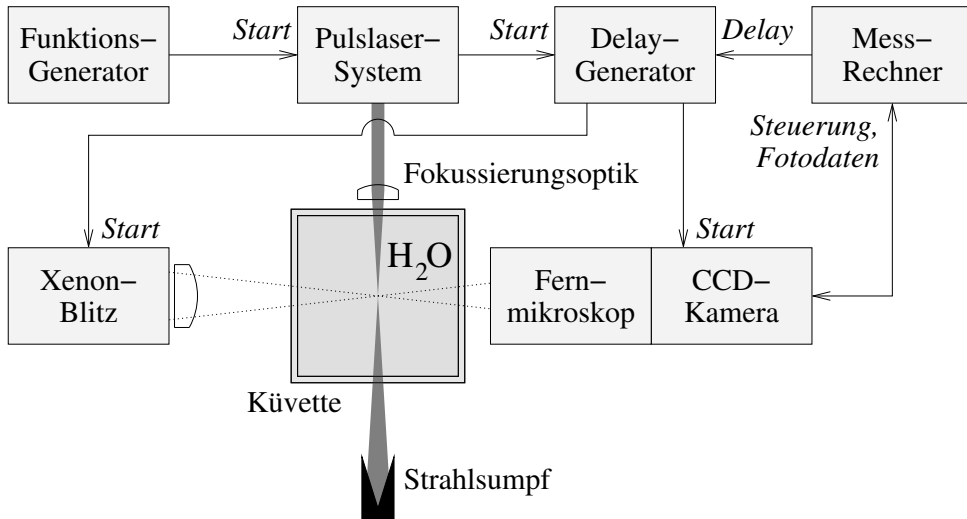 Funktions–
Generator
Start
Pulslaser-
System
Start
Delay–
Generator
Delay
Mess–
Rechner
Steuerung,
Fotodaten
Fokussierungsoptik
Start
Xenon–
Blitz
H2O
Start
Fern–
mikroskop
CCD–
Kamera
Küvette
Strahlsumpf